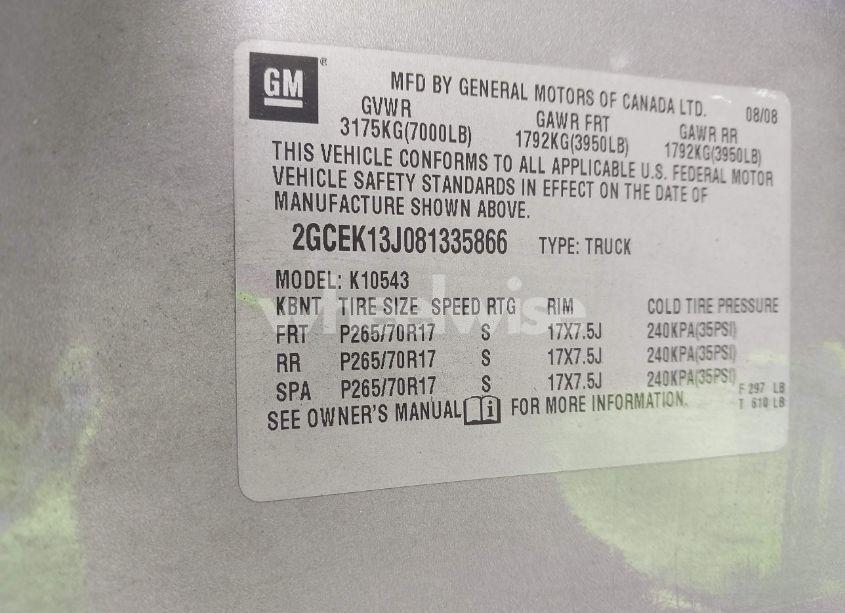 GM ®
MFD BY GENERAL MOTORS OF CANADA LTD. 08/08
GVWR GAWR FRT GAWR RR
3175KG(7000LB) 1792KG(3950LB) 1792KG(3950LB)
THIS VEHICLE CONFORMS TO ALL APPLICABLE U.S. FEDERAL MOTOR
VEHICLE SAFETY STANDARDS IN EFFECT ON THE DATE OF
MANUFACTURE SHOWN ABOVE.
2GCEK13J081335866 TYPE: TRUCK
MODEL: K10543
KBNT TIRE SIZE SPEED RTG RIM COLD TIRE PRESSURE
wheelwise
FRT P265/70R17 S 17X7.5J 240KPA(35PSI)
RR P265/70R17 S 17X7.5J 240KPA(35PSI)
SPA P265/70R17 S 17X7.5J 240KPA(35PSI)
F 297 LB
SEE OWNER'S MANUAL i FOR MORE INFORMATION. T 610 LB